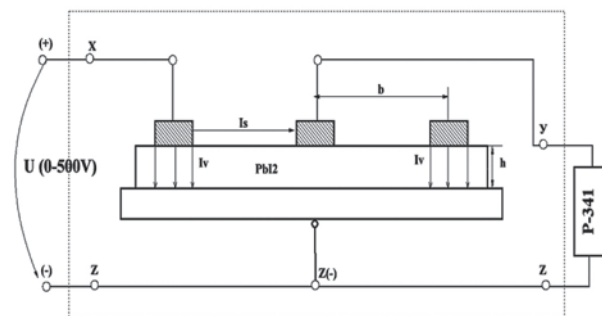 (+)
X
Is
b
y
U (0-500V)
Iv
PbI2
Iv
h
P-341
(-)
Z
Z(-)
Z